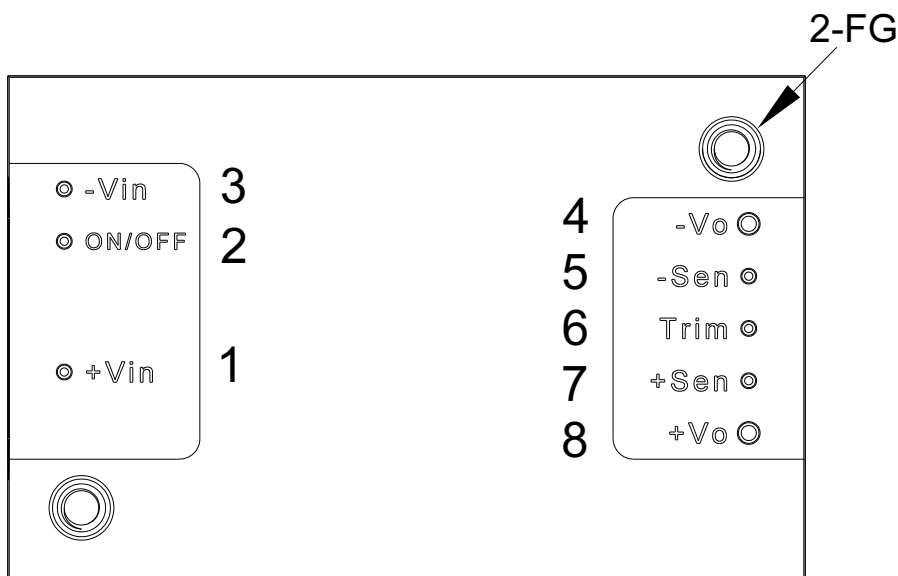 2-FG
-Vin 3
ON/OFF 2
+Vin 1
4 -Vo
5 -Sen
6 Trim
7 +Sen
8 +Vo